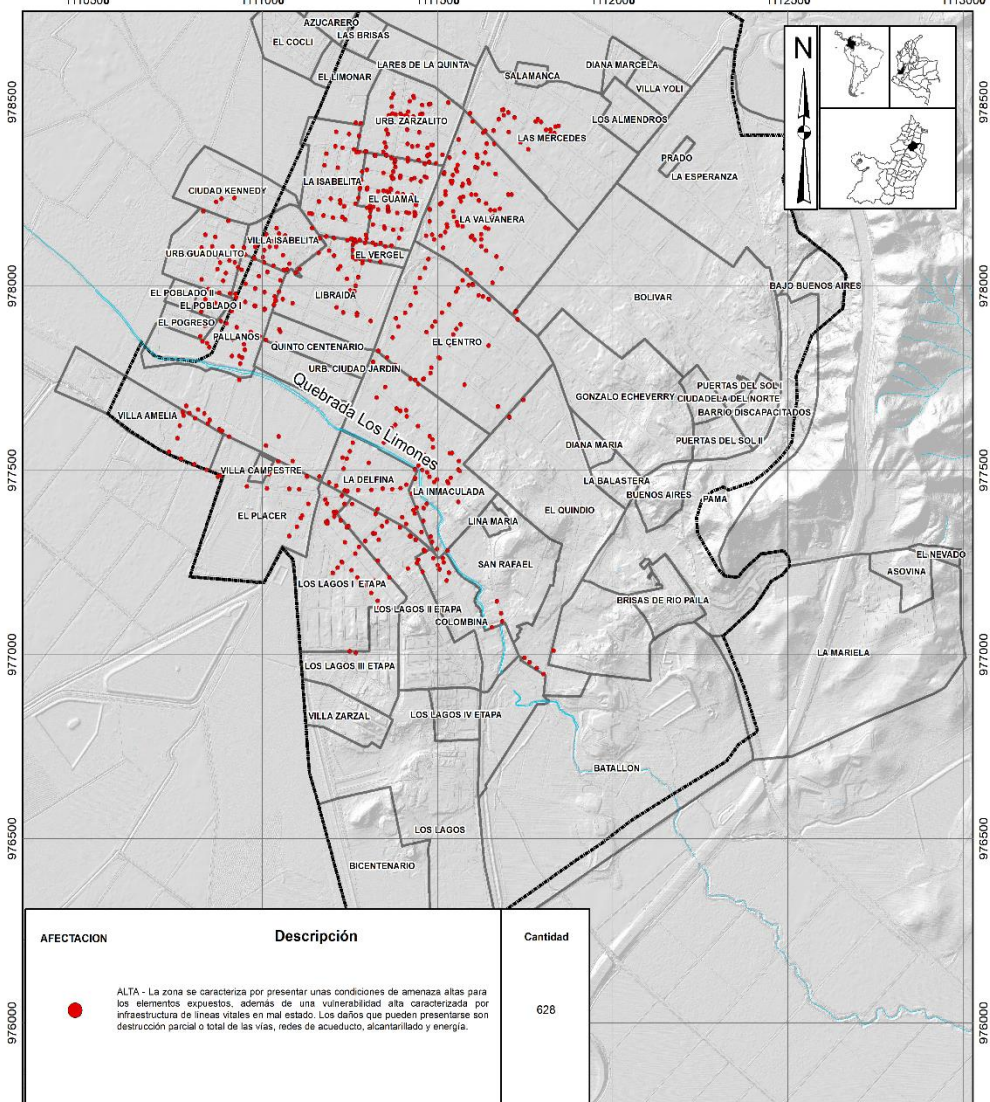 1110500 1111000 1111500 1112000 1112500 1113000
AZUCARERO
LAS BRISAS
EL COCLI
EL LIMONAR
LARES DE LA QUINTA
SALAMANCA
DIANA MARCELA
VILLA YOLI
N
978500
978500
URB. ZARZALITO
LAS MERCEDES
LOS ALMENDROS
PRADO
LA ESPERANZA
LA ISABELITA
CIUDAD KENNEDY
EL GUAMAL
LA VALVANERA
VILLA ISABELITA
URB.GUADUALITO
EL VERGEL
978000
978000
BAJO BUENOS AIRES
EL POBLADO II
LIBRAIDA
BOLIVAR
EL POBLADO I
EL POGRESO
PALLANOS
QUINTO CENTENARIO
EL CENTRO
URB. CIUDAD JARDIN
Quebrada Los Limones
PUERTAS DEL SOL I
GONZALO ECHEVERRY
CIUDADELA DEL NORTE
BARRIO DISCAPACITADOS
VILLA AMELIA
DIANA MARIA
PUERTAS DEL SOL II
977500
977500
VILLA CAMPESTRE
LA DELFINA
LA INMACULADA
LA BALASTERA
BUENOS AIRES
PAMA
EL PLACER
LINA MARIA
EL QUINDIO
EL NEVADO
SAN RAFAEL
ASOVINA
LOS LAGOS I ETAPA
LOS LAGOS II ETAPA
BRISAS DE RIO PAILA
COLOMBINA
977000
977000
LOS LAGOS III ETAPA
LA MARIELA
VILLA ZARZAL
LOS LAGOS IV ETAPA
BATALLON
976500
976500
LOS LAGOS
BICENTENARIO
AFECTACION
Descripción
Cantidad
ALTA - La zona se caracteriza por presentar unas condiciones de amenaza altas para
los elementos expuestos, además de una vulnerabilidad alta caracterizada por
infraestructura de líneas vitales en mal estado. Los daños que pueden presentarse son
destrucción parcial o total de las vías, redes de acueducto, alcantarillado y energía.
628
976000
976000